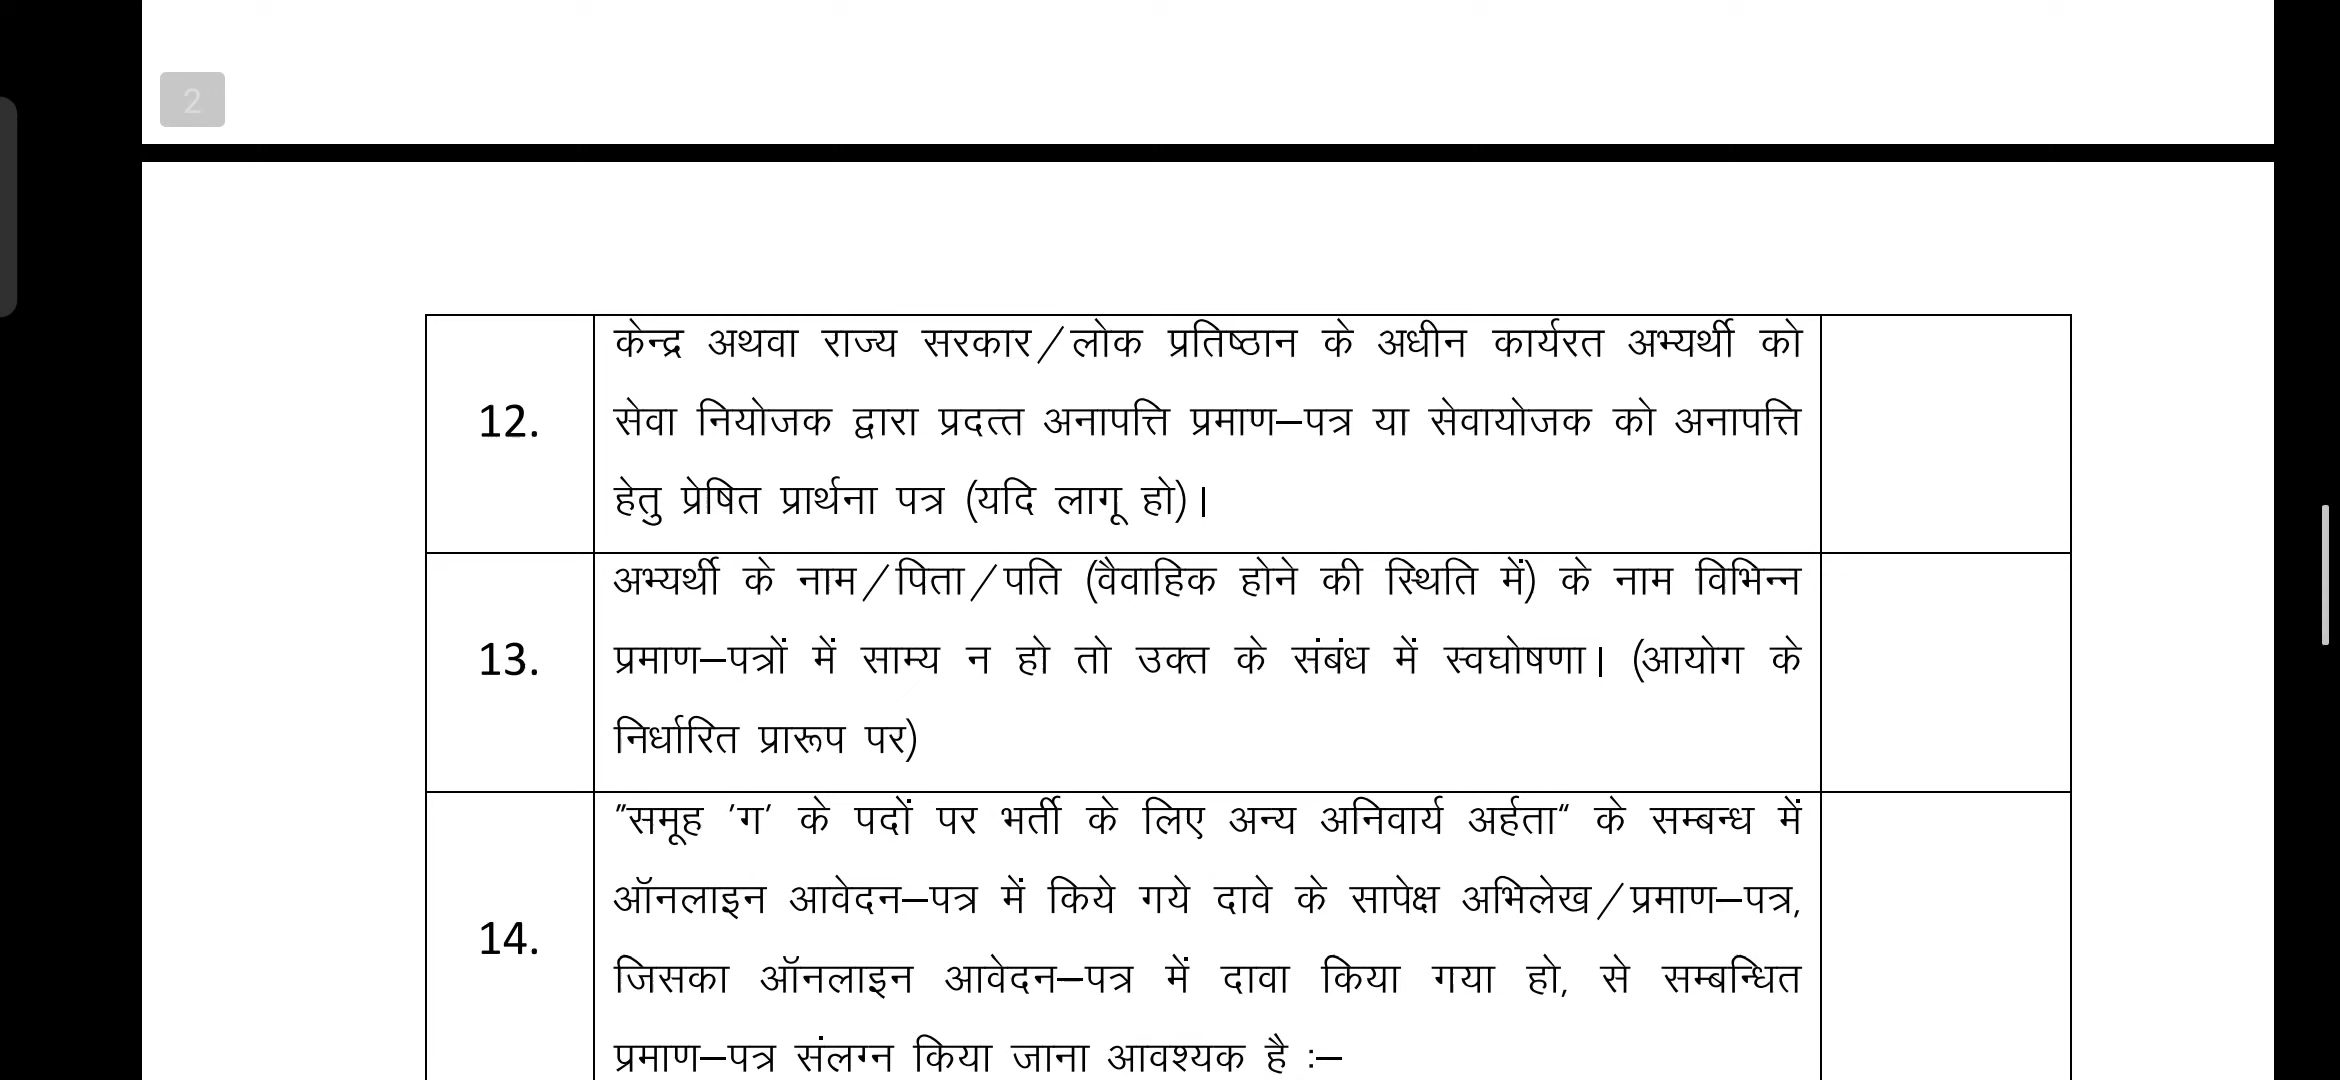 2
केन्द्र अथवा राज्य सरकार/लोक प्रतिष्ठान के अधीन कार्यरत अभ्यर्थी को
12. सेवा नियोजक द्वारा प्रदत्त अनापत्ति प्रमाण–पत्र या सेवायोजक को अनापत्ति
हेतु प्रेषित प्रार्थना पत्र (यदि लागू हो)।
अभ्यर्थी के नाम/पिता/पति (वैवाहिक होने की स्थिति में) के नाम विभिन्न
13. प्रमाण–पत्रों में साम्य न हो तो उक्त के संबंध में स्वघोषणा। (आयोग के
निर्धारित प्रारूप पर)
"समूह 'ग' के पदों पर भर्ती के लिए अन्य अनिवार्य अर्हता“ के सम्बन्ध में
ऑनलाइन आवेदन–पत्र में किये गये दावे के सापेक्ष अभिलेख/प्रमाण–पत्र,
14. जिसका ऑनलाइन आवेदन–पत्र में दावा किया गया हो, से सम्बन्धित
प्रमाण–पत्र संलग्न किया जाना आवश्यक है :–